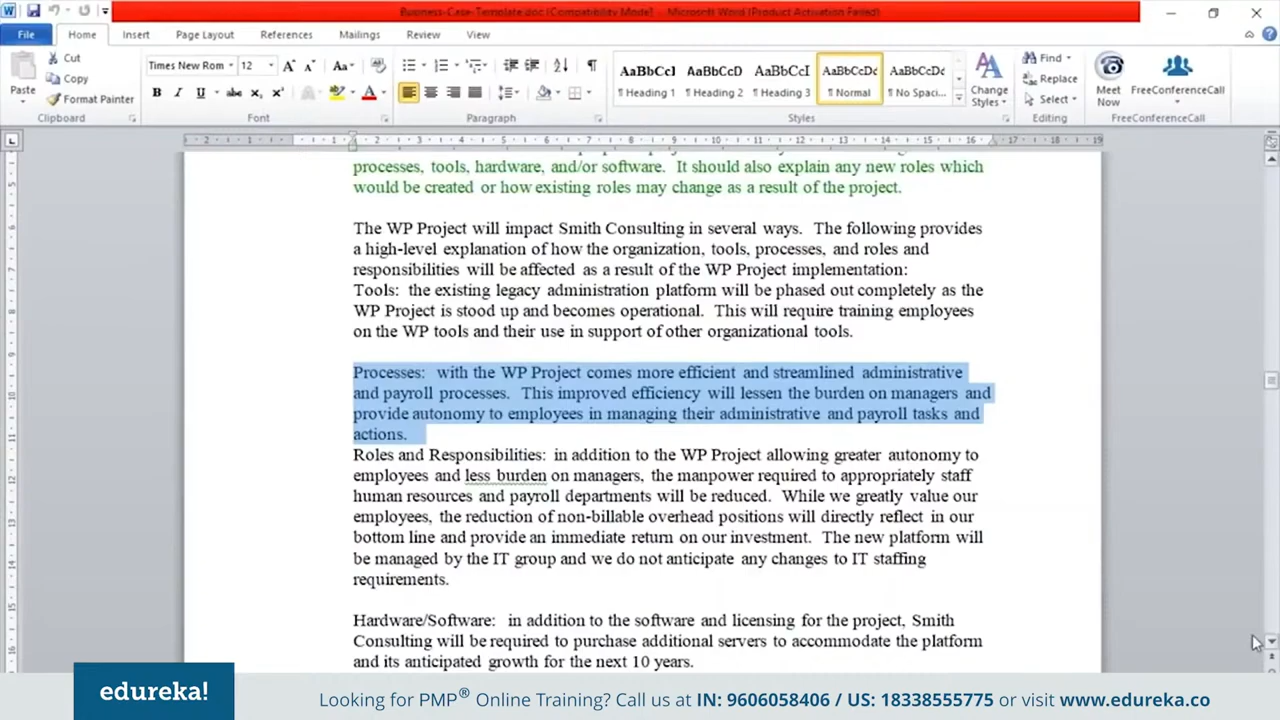 Business-Case-Template.doc [Compatibility Mode] - Microsoft Word (Product Activation Failed)
File Home Insert Page Layout References Mailings Review View
Paste
Cut
Copy
Format Painter
Clipboard
Times New Rom 12
Font
Paragraph
AaBbCcI AaBbCcD AaBbCcI AaBbCcDc AaBbCcDc
¶ Heading 1 ¶ Heading 2 ¶ Heading 3 ¶ Normal ¶ No Spaci...
Change Styles
Styles
Find
Replace
Select
Editing
Meet Now
FreeConferenceCall
FreeConferenceCall
processes, tools, hardware, and/or software. It should also explain any new roles which
would be created or how existing roles may change as a result of the project.
The WP Project will impact Smith Consulting in several ways. The following provides
a high-level explanation of how the organization, tools, processes, and roles and
responsibilities will be affected as a result of the WP Project implementation:
Tools: the existing legacy administration platform will be phased out completely as the
WP Project is stood up and becomes operational. This will require training employees
on the WP tools and their use in support of other organizational tools.
Processes: with the WP Project comes more efficient and streamlined administrative
and payroll processes. This improved efficiency will lessen the burden on managers and
provide autonomy to employees in managing their administrative and payroll tasks and
actions.
Roles and Responsibilities: in addition to the WP Project allowing greater autonomy to
employees and less burden on managers, the manpower required to appropriately staff
human resources and payroll departments will be reduced. While we greatly value our
employees, the reduction of non-billable overhead positions will directly reflect in our
bottom line and provide an immediate return on our investment. The new platform will
be managed by the IT group and we do not anticipate any changes to IT staffing
requirements.
Hardware/Software: in addition to the software and licensing for the project, Smith
Consulting will be required to purchase additional servers to accommodate the platform
and its anticipated growth for the next 10 years.
edureka!
Looking for PMP® Online Training? Call us at IN: 9606058406 / US: 18338555775 or visit www.edureka.co